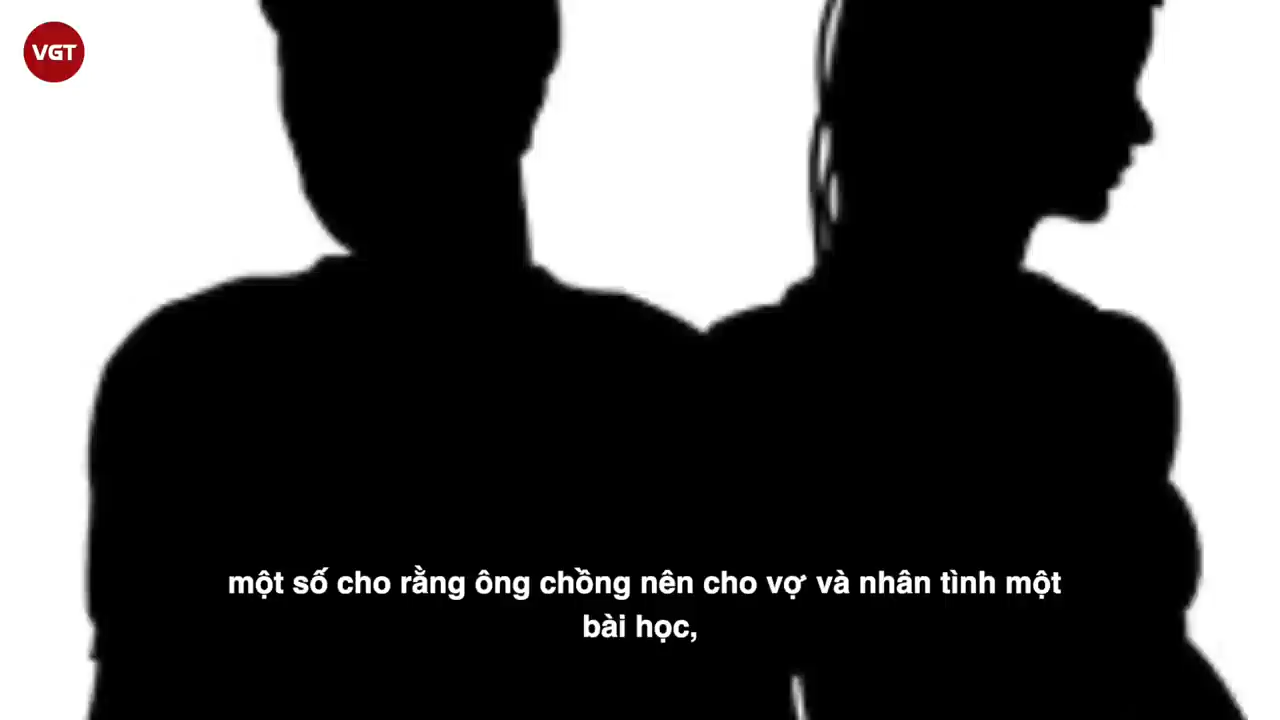 VGT
một số cho rằng ông chồng nên cho vợ và nhân tình một
bài học,